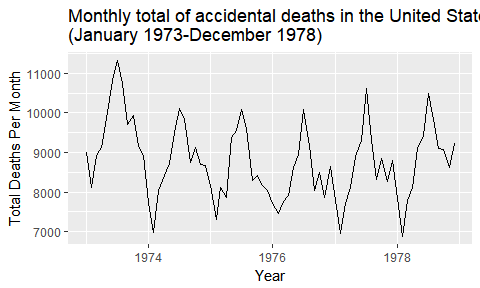 Monthly total of accidental deaths in the United State
(January 1973-December 1978)
Total Deaths Per Month
11000
10000
9000
8000
7000
1974
1976
1978
Year